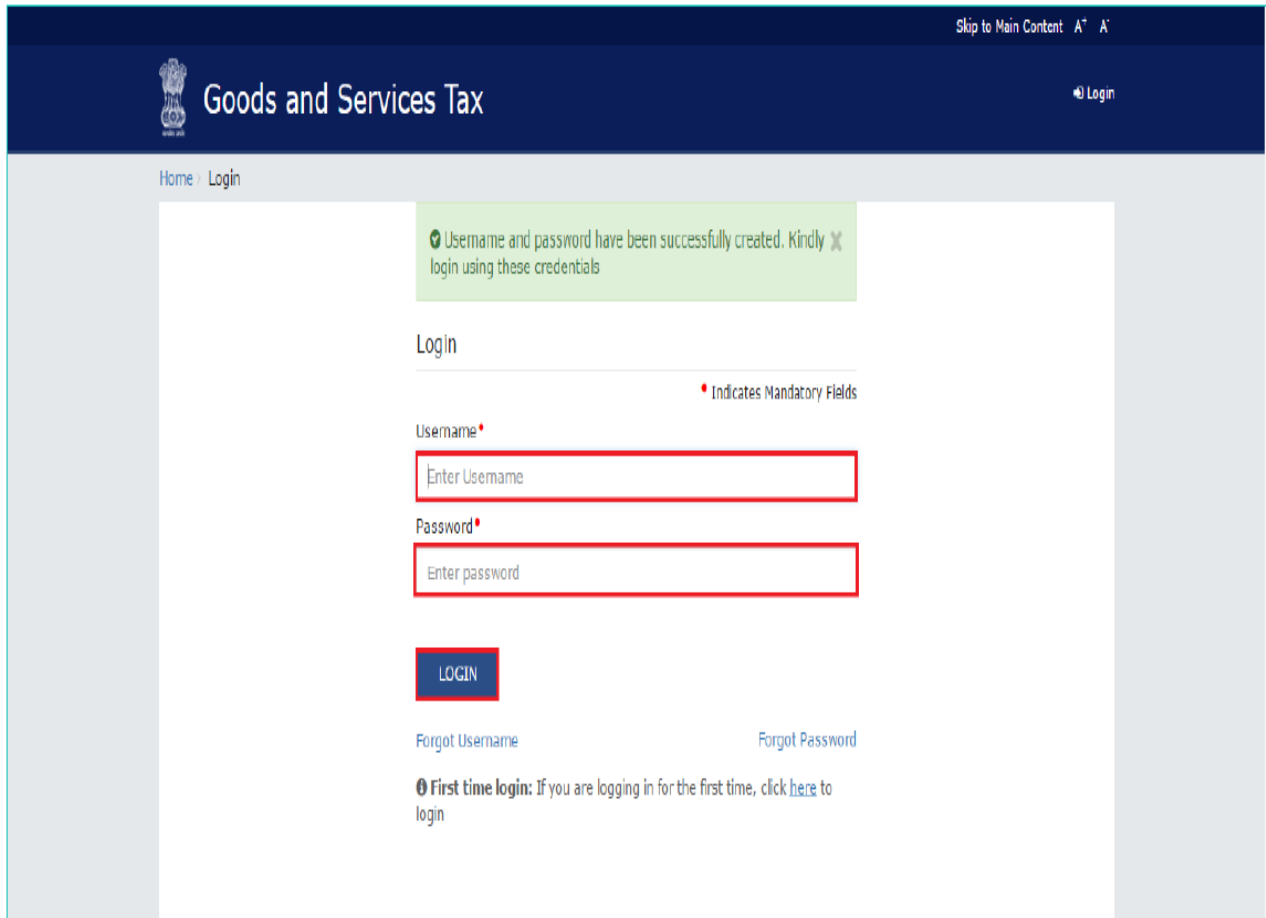 Skip to Main Content A+ A-
Goods and Services Tax
Login
Home › Login
Username and password have been successfully created. Kindly
login using these credentials
Login
• Indicates Mandatory Fields
Username•
Enter Username
Password•
Enter password
LOGIN
Forgot Username Forgot Password
First time login: If you are logging in for the first time, click here to
login